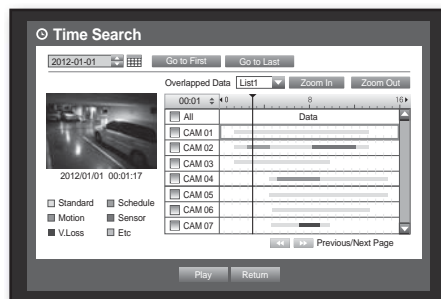 Time Search
2012-01-01
Go to First
Go to Last
Overlapped Data
List1
Zoom In
Zoom Out
00:01
0
8
16
All
Data
CAM 01
CAM 02
CAM 03
CAM 04
CAM 05
CAM 06
CAM 07
2012/01/01 00:01:17
Standard
Schedule
Motion
Sensor
V.Loss
Etc
Previous/Next Page
Play
Return